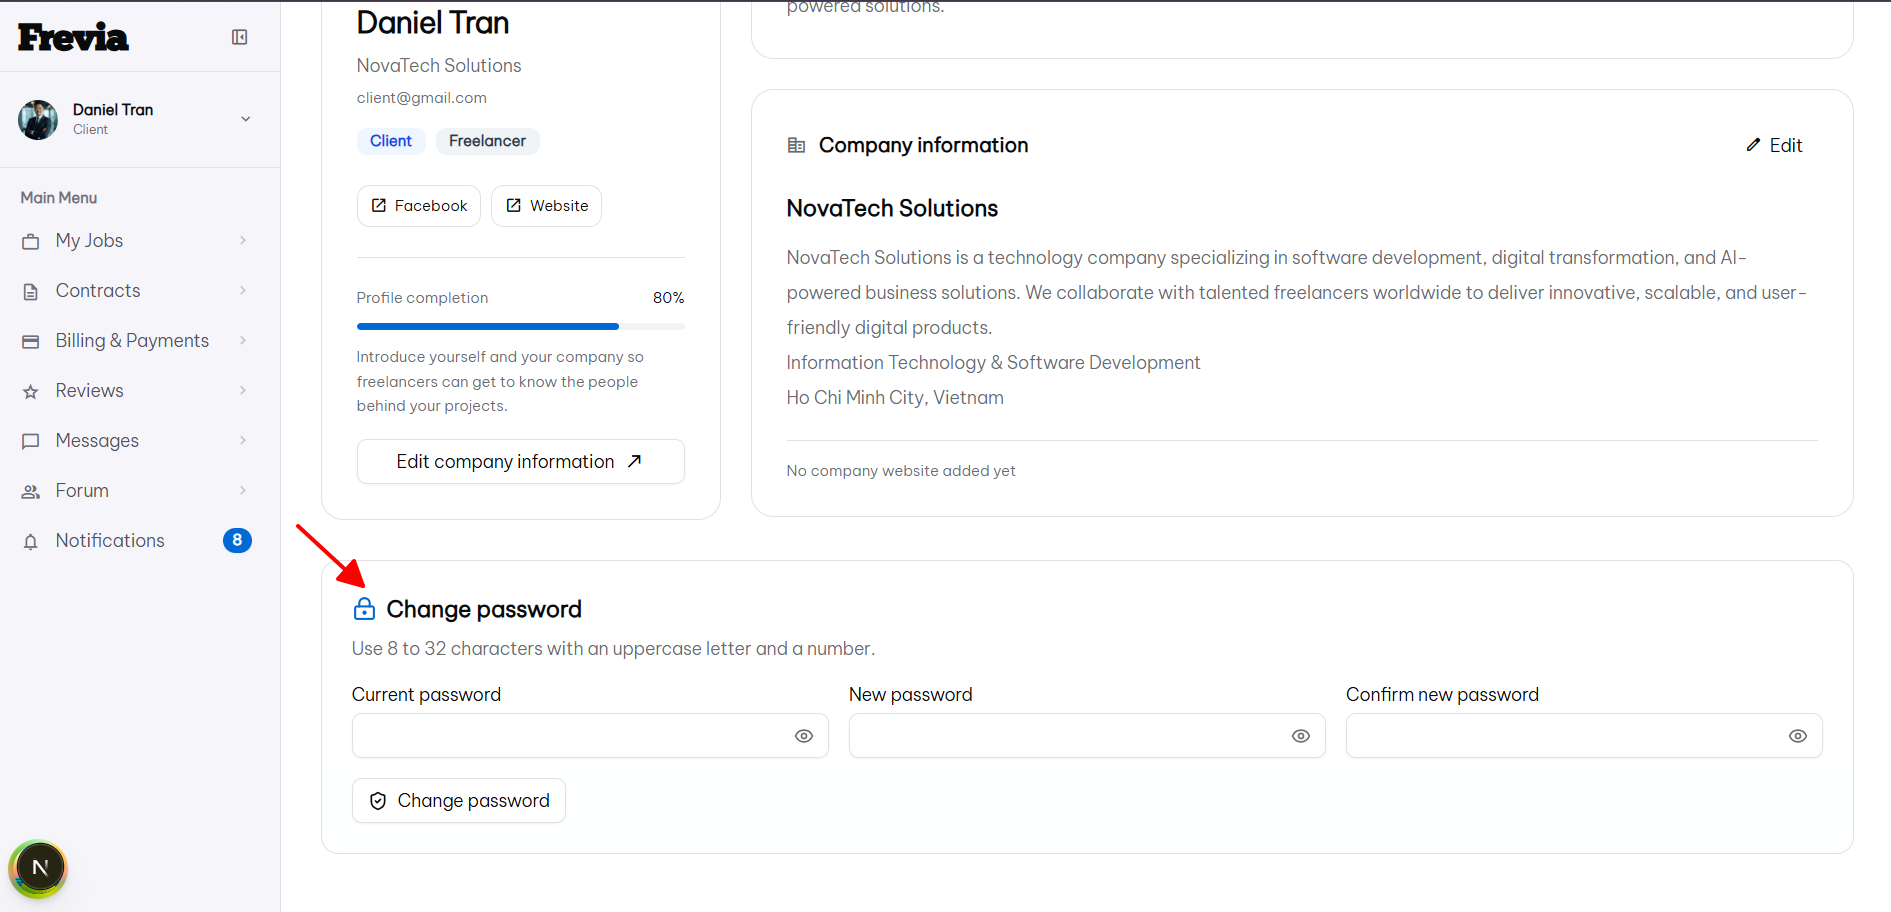 Frevia
Daniel Tran
Client
Main Menu
My Jobs
Contracts
Billing & Payments
Reviews
Messages
Forum
Notifications
8
N
Daniel Tran
NovaTech Solutions
client@gmail.com
Client
Freelancer
Facebook
Website
Profile completion
80%
Introduce yourself and your company so
freelancers can get to know the people
behind your projects.
Edit company information
powered solutions.
Company information
Edit
NovaTech Solutions
NovaTech Solutions is a technology company specializing in software development, digital transformation, and AI-
powered business solutions. We collaborate with talented freelancers worldwide to deliver innovative, scalable, and user-
friendly digital products.
Information Technology & Software Development
Ho Chi Minh City, Vietnam
No company website added yet
Change password
Use 8 to 32 characters with an uppercase letter and a number.
Current password
New password
Confirm new password
Change password